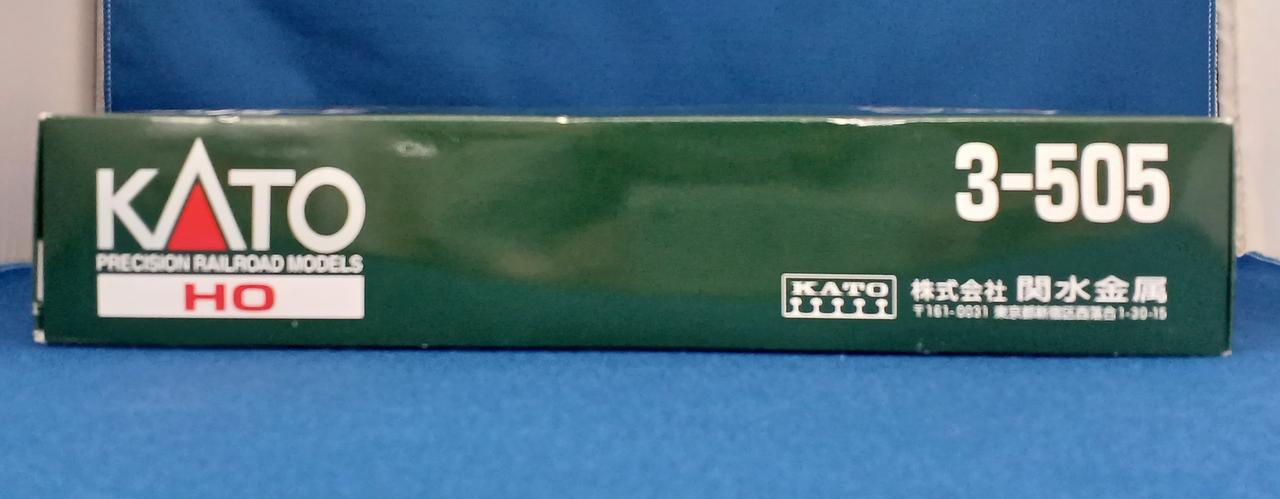 KATO
PRECISION RAILROAD MODELS
HO
3-505
KATO
株式会社 関水金属
〒161-0031 東京都新宿区西落合1-30-15